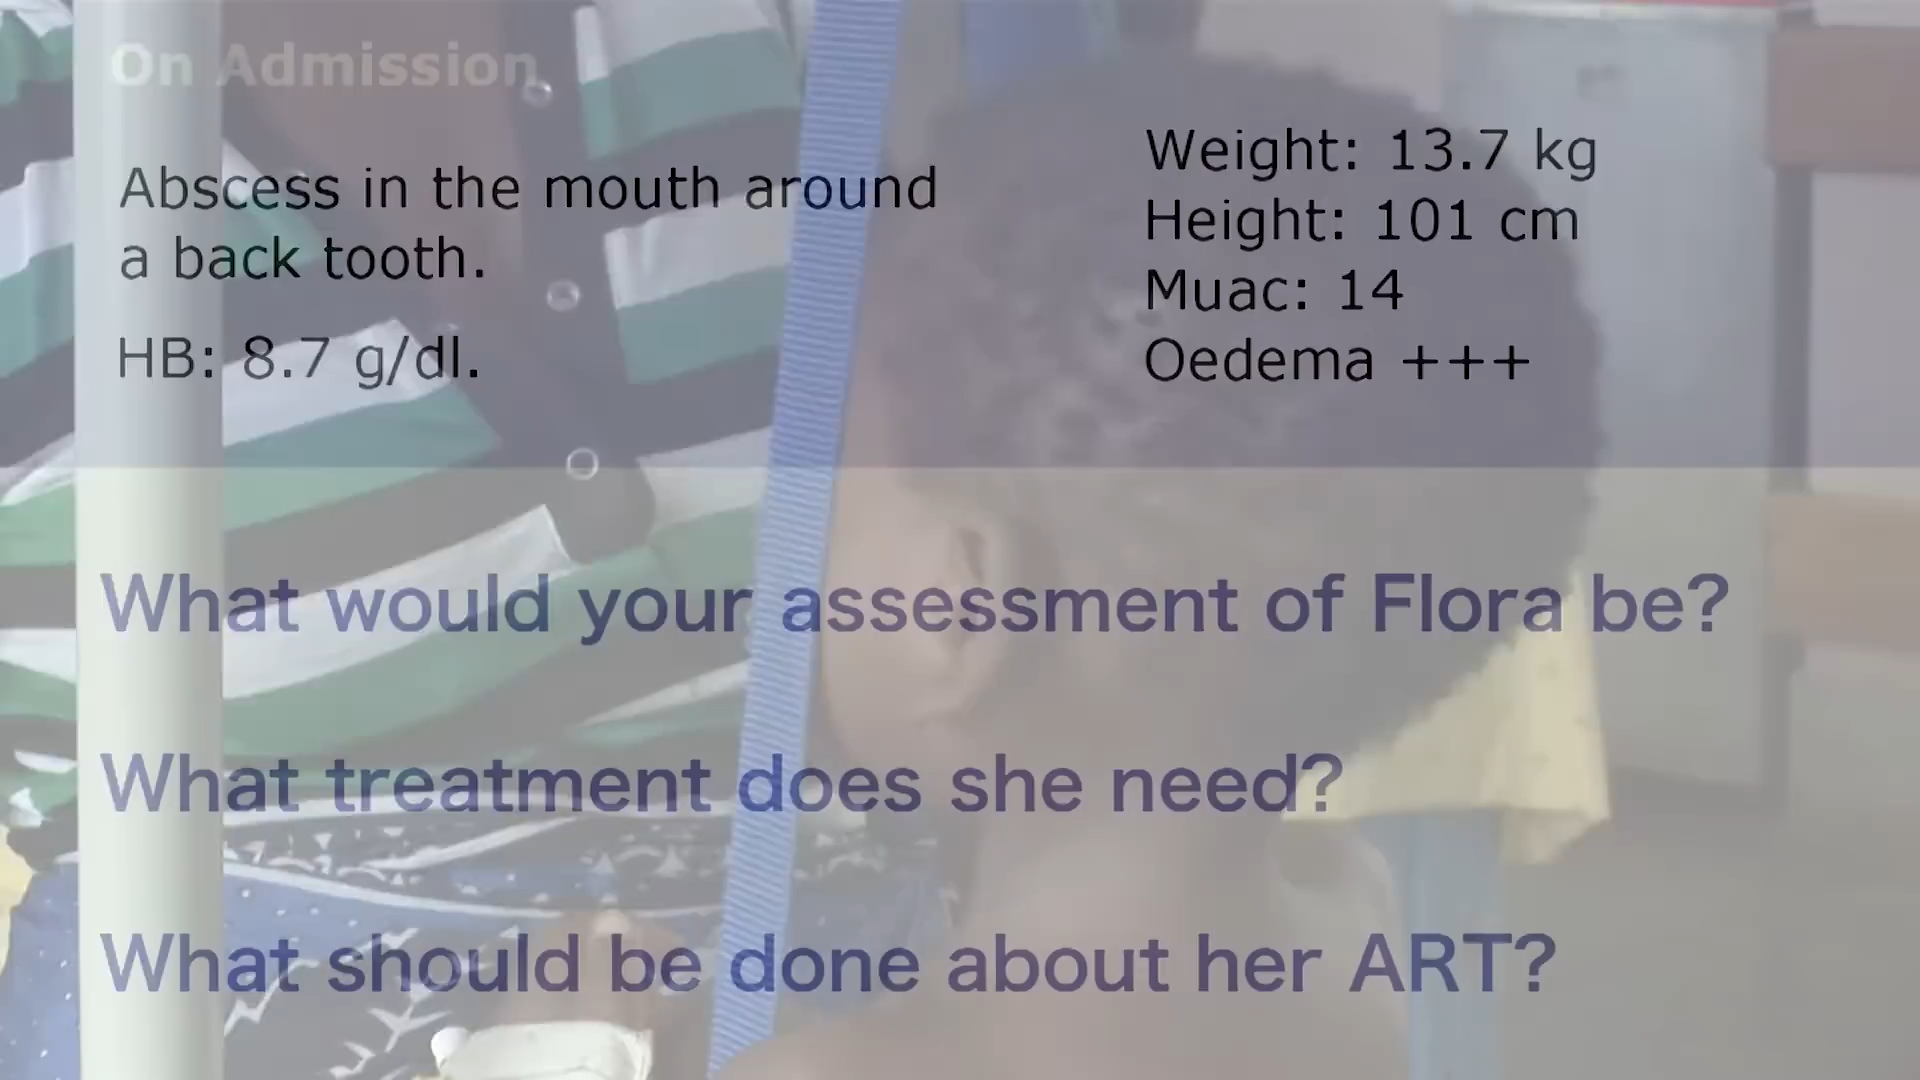 On Admission
Abscess in the mouth around
a back tooth.
HB: 8.7 g/dl.
Weight: 13.7 kg
Height: 101 cm
Muac: 14
Oedema +++
What would your assessment of Flora be?
What treatment does she need?
What should be done about her ART?